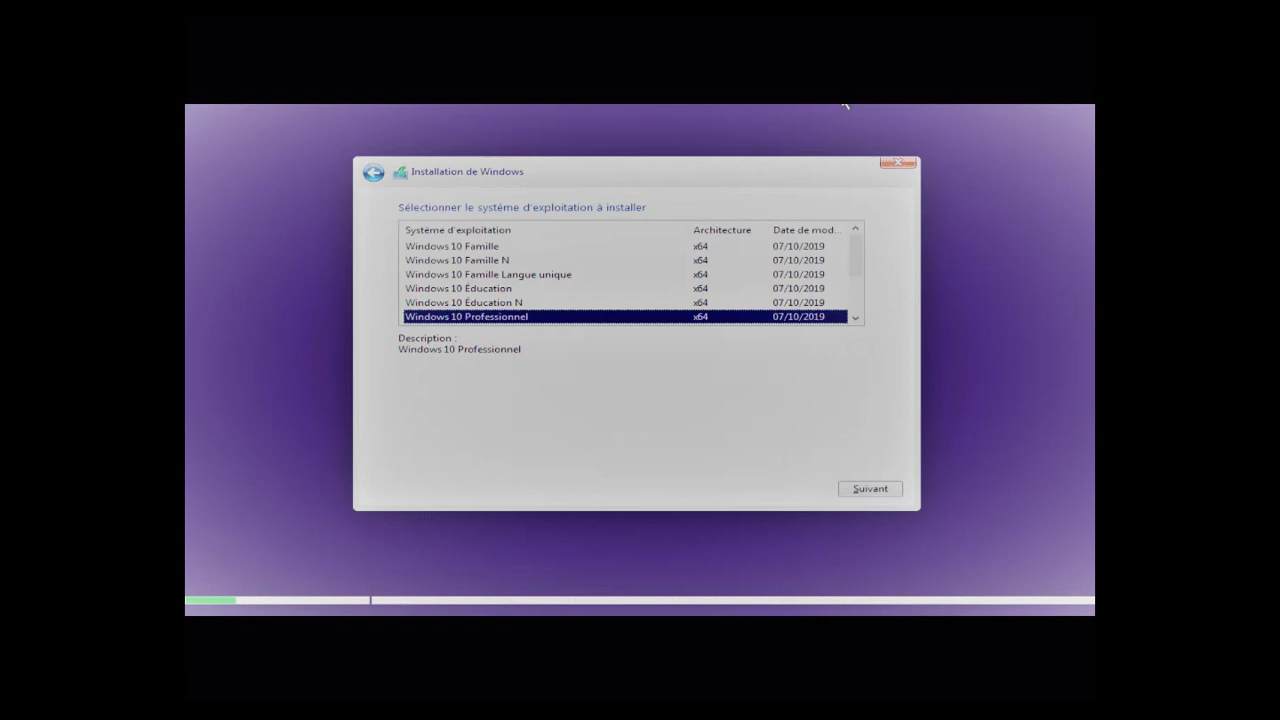 Installation de Windows
Sélectionner le système d'exploitation à installer
Système d'exploitation Architecture Date de mod...
Windows 10 Famille x64 07/10/2019
Windows 10 Famille N x64 07/10/2019
Windows 10 Famille Langue unique x64 07/10/2019
Windows 10 Éducation x64 07/10/2019
Windows 10 Éducation N x64 07/10/2019
Windows 10 Professionnel x64 07/10/2019
Description :
Windows 10 Professionnel
Suivant